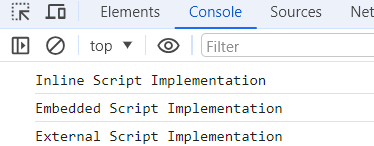 Elements Console Sources Net
top Filter
Inline Script Implementation
Embedded Script Implementation
External Script Implementation